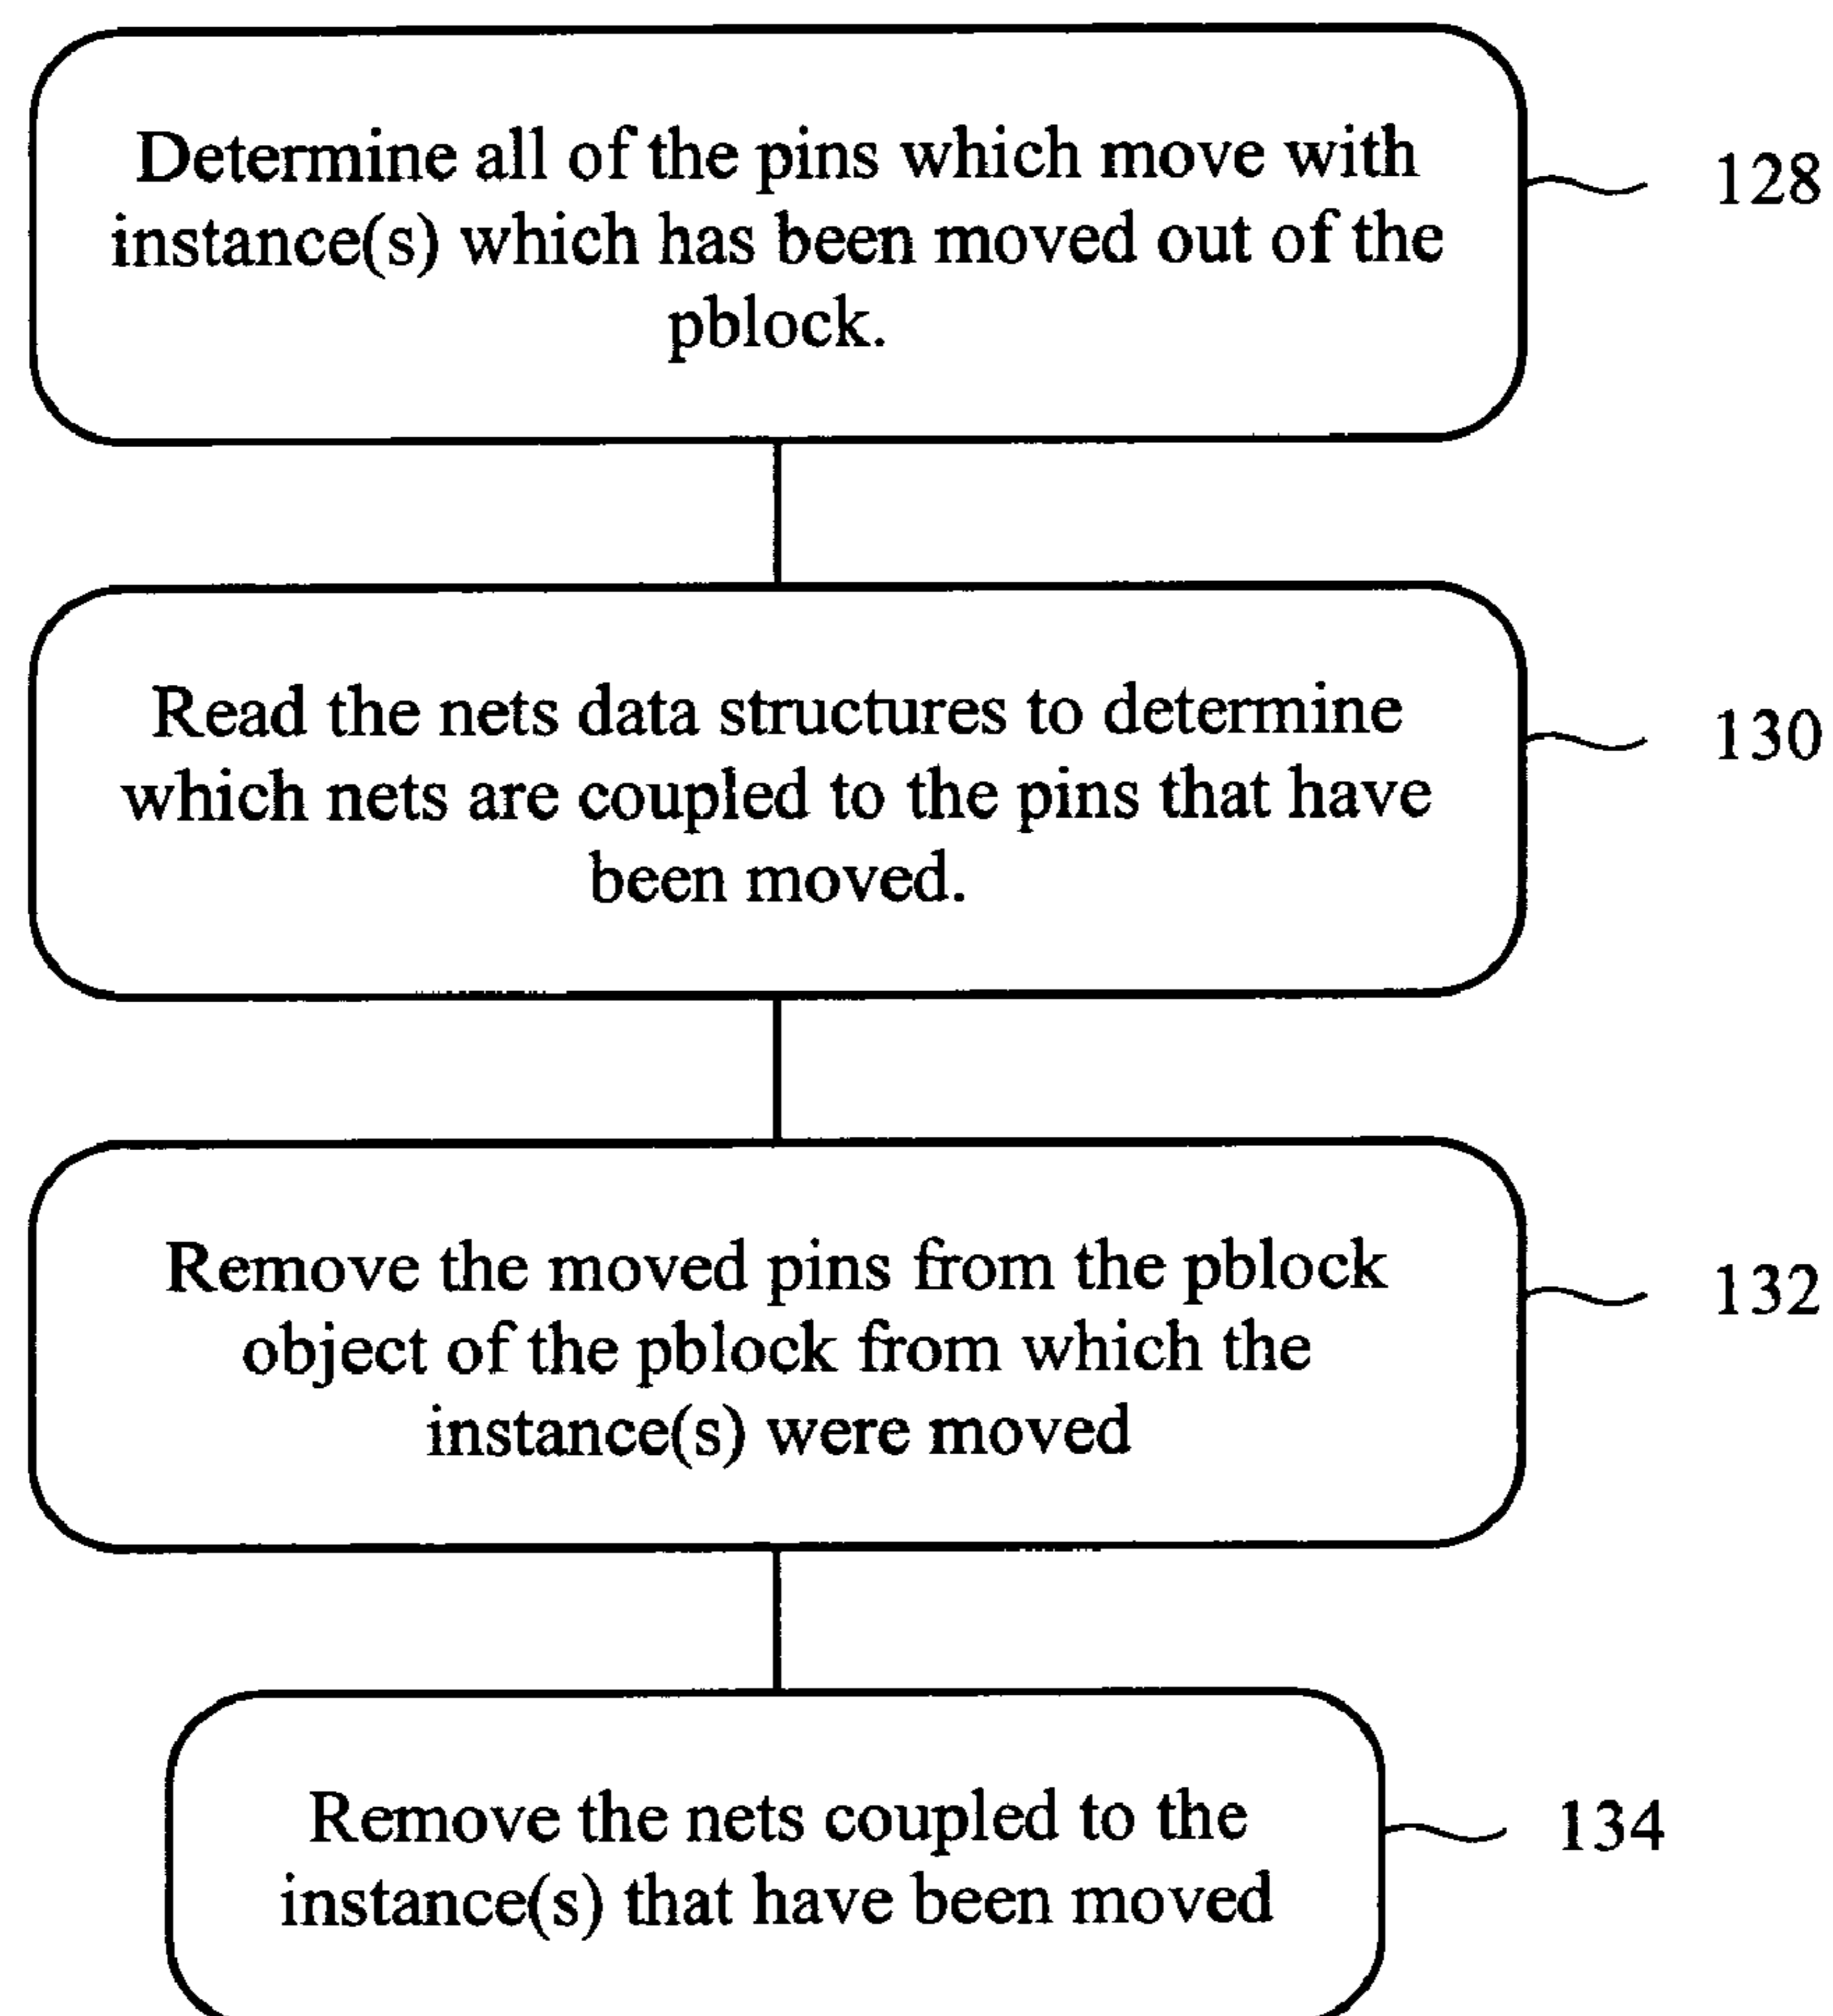 Determine all of the pins which move with
instance(s) which has been moved out of the
pblock.
128
Read the nets data structures to determine
which nets are coupled to the pins that have
been moved.
130
Remove the moved pins from the pblock
object of the pblock from which the
instance(s) were moved
132
Remove the nets coupled to the
instance(s) that have been moved
134